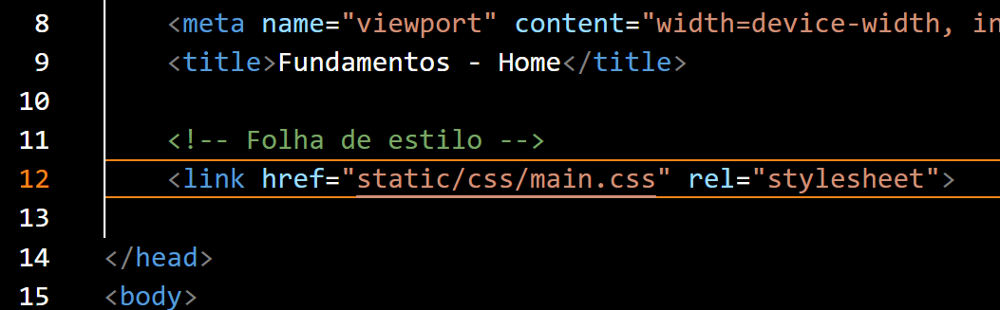 8 <meta name="viewport" content="width=device-width, in
9 <title>Fundamentos - Home</title>
10
11 <!-- Folha de estilo -->
12 <link href="static/css/main.css" rel="stylesheet">
13
14 </head>
15 <body>